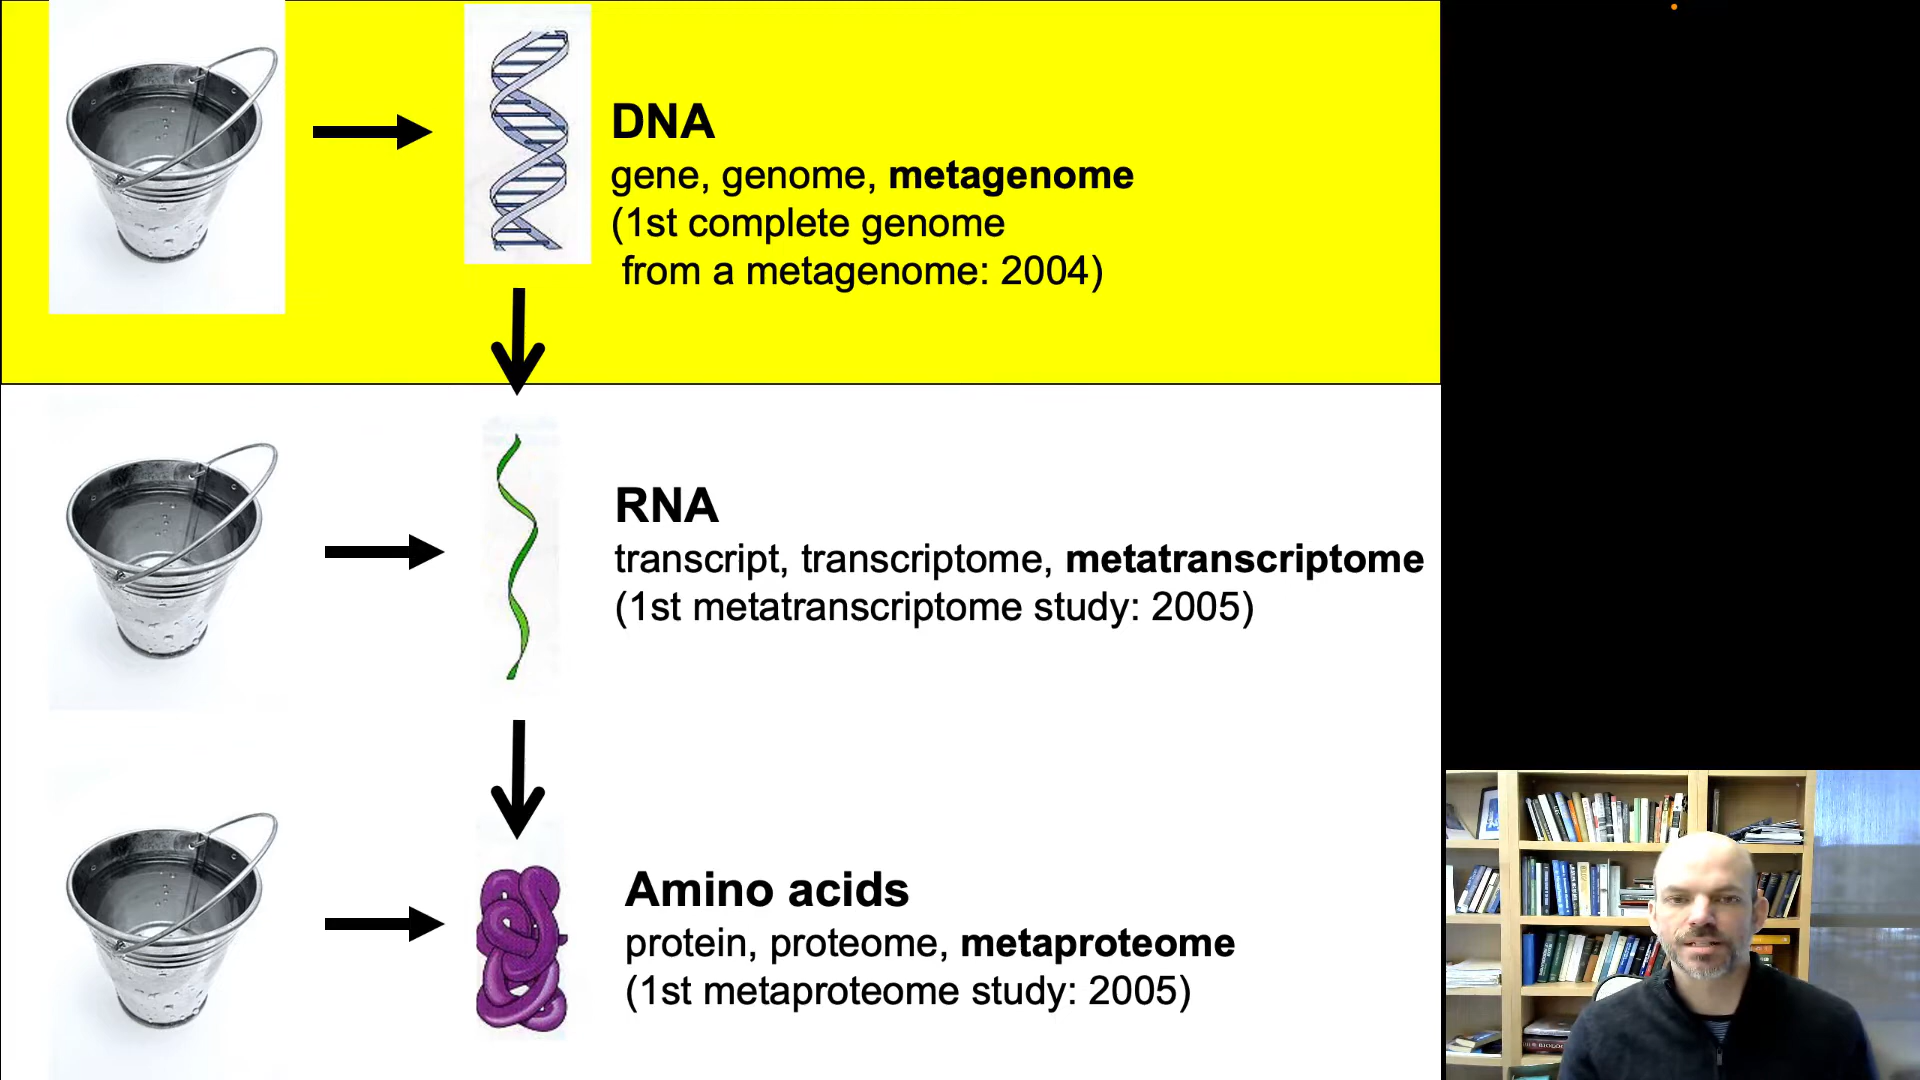 DNA
gene, genome, metagenome
(1st complete genome
from a metagenome: 2004)
RNA
transcript, transcriptome, metatranscriptome
(1st metatranscriptome study: 2005)
Amino acids
protein, proteome, metaproteome
(1st metaproteome study: 2005)